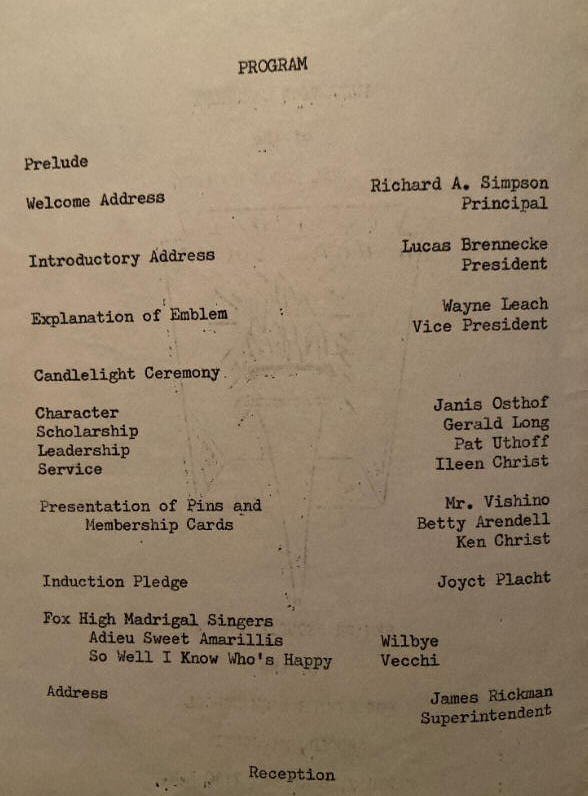 PROGRAM
Prelude
Welcome Address Richard A. Simpson
Principal
Introductory Address Lucas Brennecke
President
Explanation of Emblem Wayne Leach
Vice President
Candlelight Ceremony
Character Janis Osthof
Scholarship Gerald Long
Leadership Pat Uthoff
Service Ileen Christ
Presentation of Pins and Mr. Vishino
Membership Cards Betty Arendell
Ken Christ
Induction Pledge Joyct Placht
Fox High Madrigal Singers
Adieu Sweet Amarillis Wilbye
So Well I Know Who's Happy Vecchi
Address James Rickman
Superintendent
Reception